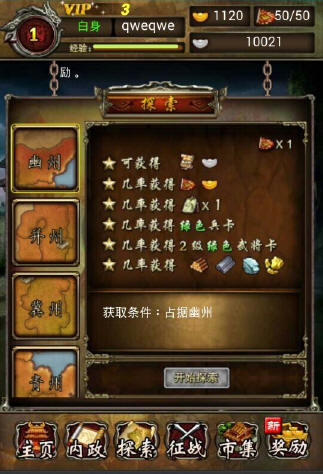 VIP 3
1
白身 qweqwe
1120
50/50
经验:
10021
励。
探索
幽州
并州
冀州
青州
x1
可获得
几率获得
几率获得 x1
几率获得绿色兵卡
几率获得2级绿色武将卡
几率获得
获取条件：占据幽州
开始探索
新
主页
内政
探索
征战
市集
奖励